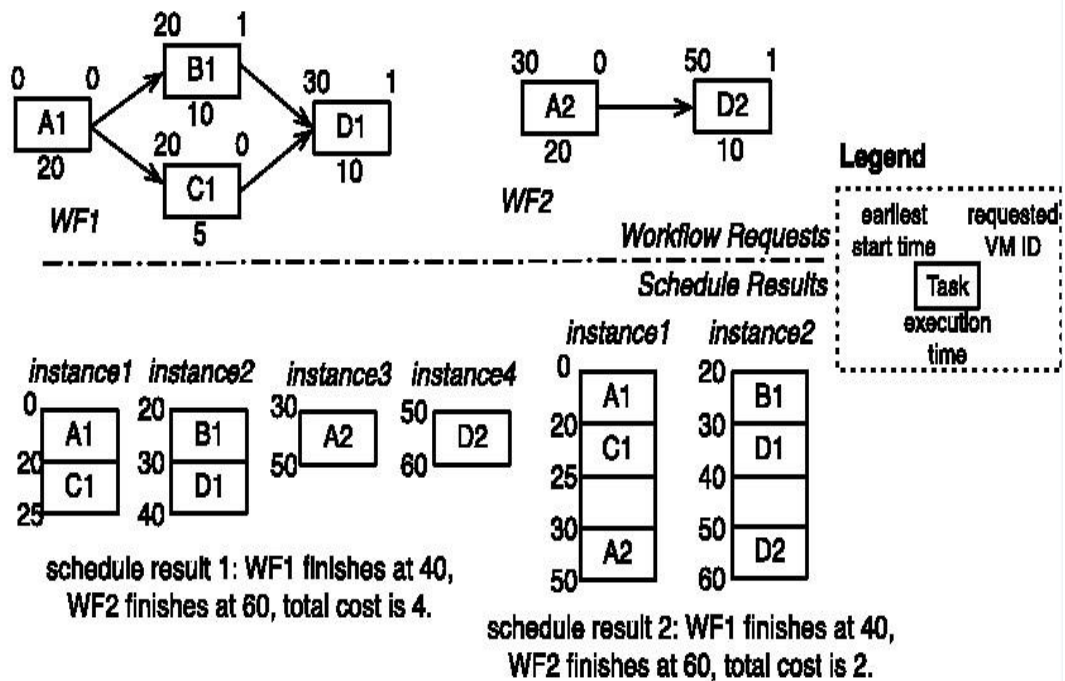 20 1
B1
10
0 0
A1
20
30 1
D1
10
20 0
C1
5
WF1
30 0
A2
20
50 1
D2
10
WF2
Workflow Requests
Schedule Results
Legend
earliest requested
start time VM ID
Task
execution
time
instance1 instance2 instance3 instance4
0 A1
20 C1
25
20 B1
30 D1
40
30 A2
50
50 D2
60
schedule result 1: WF1 finishes at 40,
WF2 finishes at 60, total cost is 4.
instance1 instance2
0 A1
20 C1
25
30 A2
50
20 B1
30 D1
40
50 D2
60
schedule result 2: WF1 finishes at 40,
WF2 finishes at 60, total cost is 2.